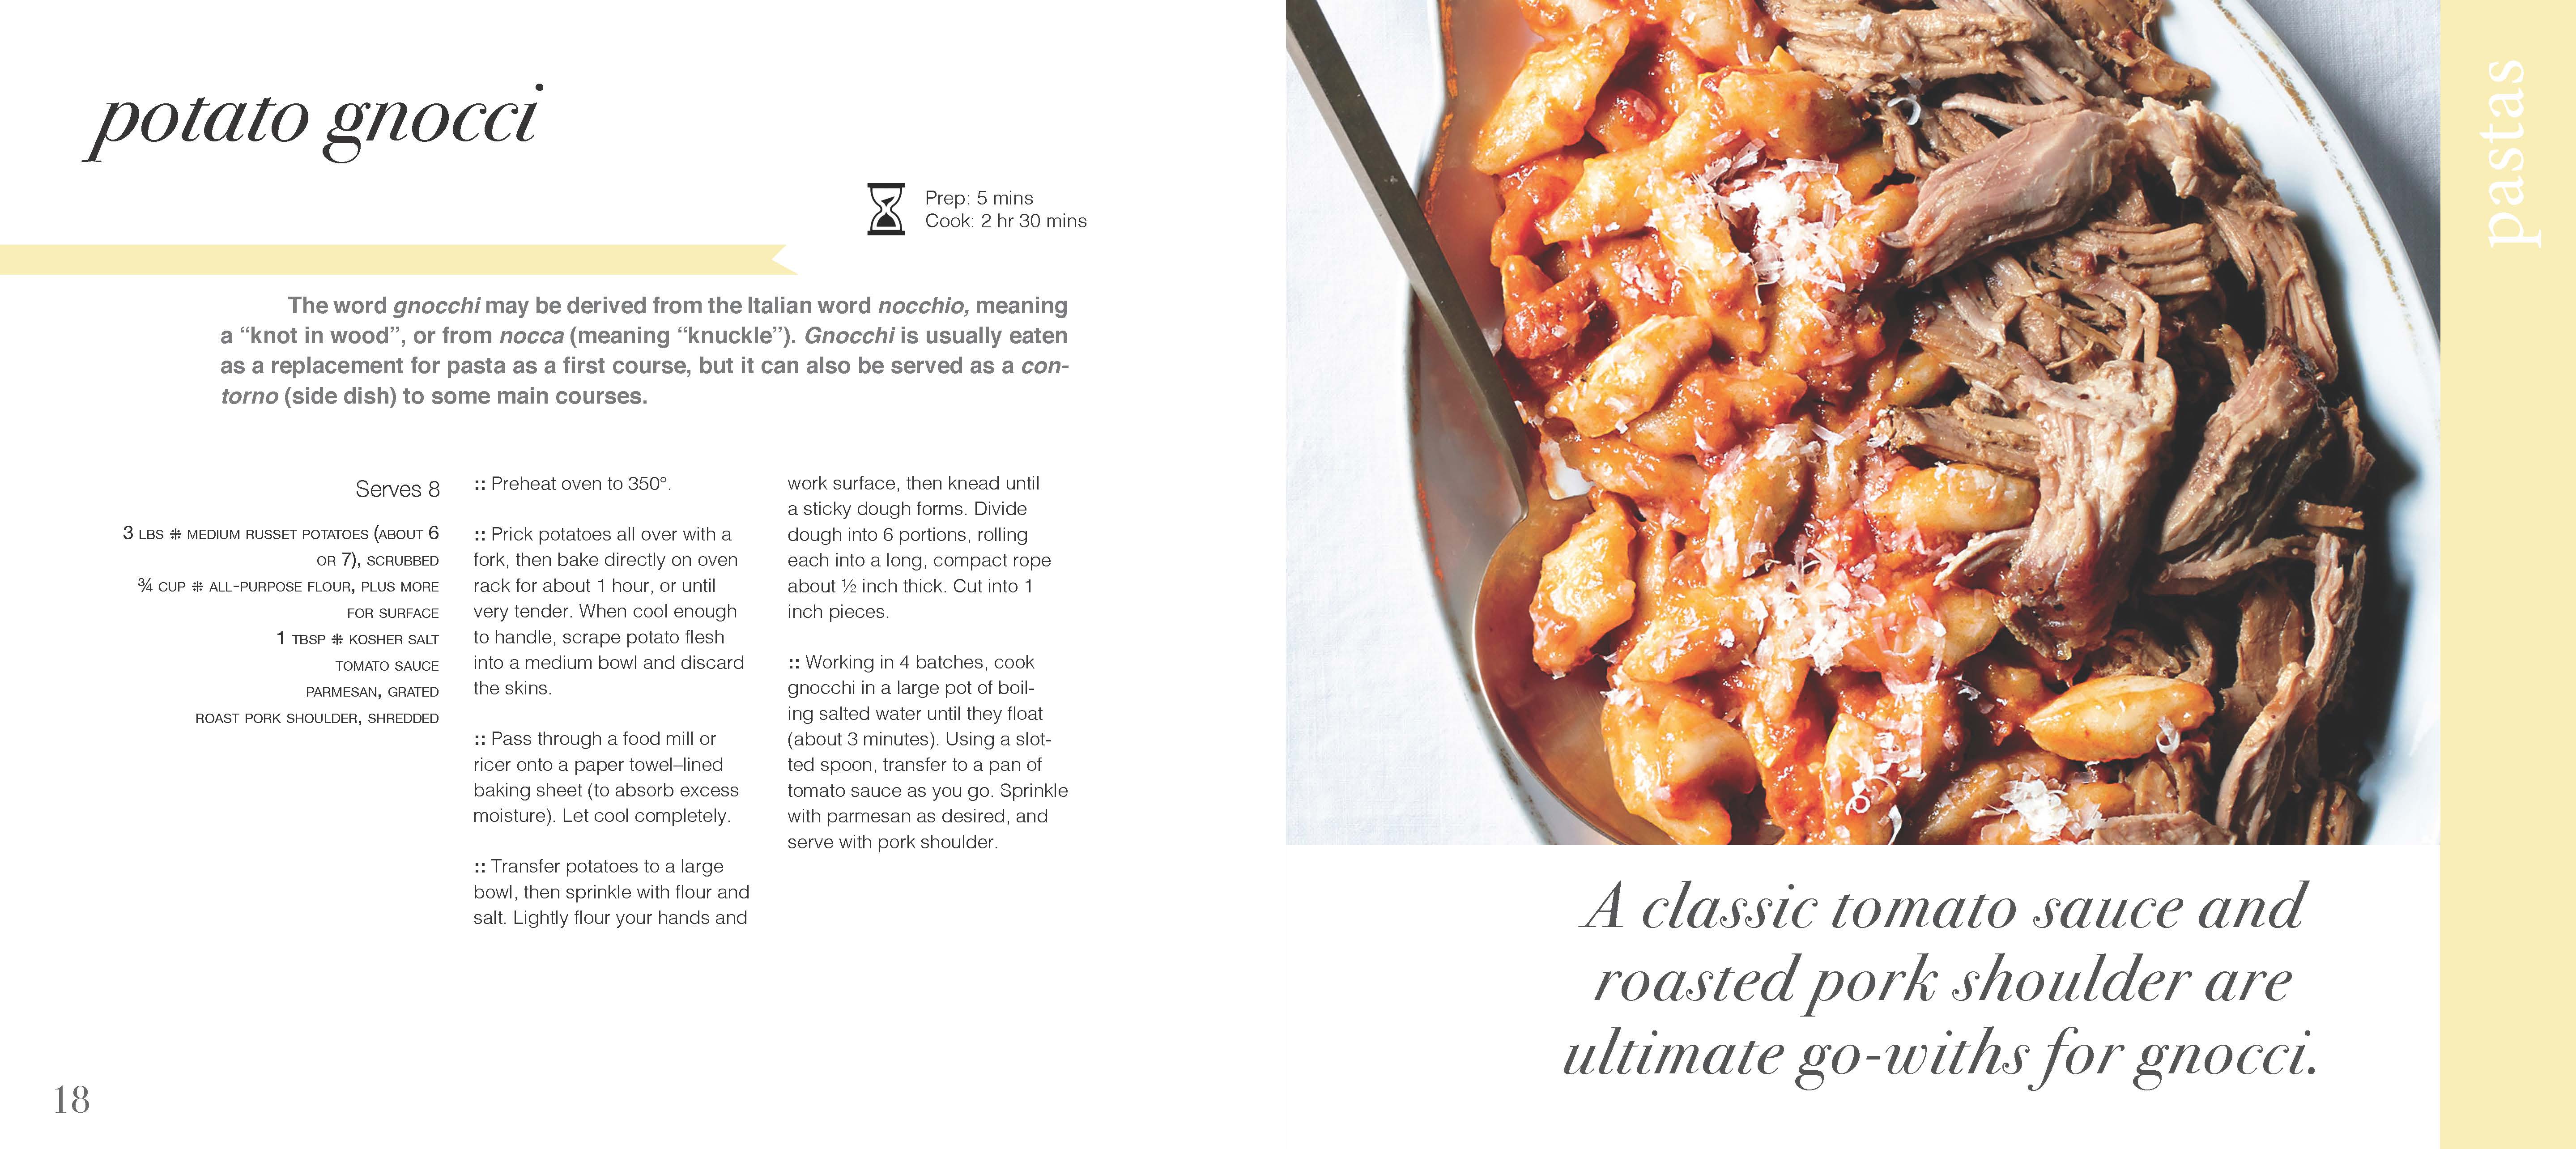 potato gnocci
Prep: 5 mins
Cook: 2 hr 30 mins
The word gnocchi may be derived from the Italian word nocchio, meaning
a “knot in wood”, or from nocca (meaning “knuckle”). Gnocchi is usually eaten
as a replacement for pasta as a first course, but it can also be served as a con-
torno (side dish) to some main courses.
Serves 8
3 LBS ⁜ MEDIUM RUSSET POTATOES (ABOUT 6
OR 7), SCRUBBED
¾ CUP ⁜ ALL-PURPOSE FLOUR, PLUS MORE
FOR SURFACE
1 TBSP ⁜ KOSHER SALT
TOMATO SAUCE
PARMESAN, GRATED
ROAST PORK SHOULDER, SHREDDED
:: Preheat oven to 350°.
:: Prick potatoes all over with a
fork, then bake directly on oven
rack for about 1 hour, or until
very tender. When cool enough
to handle, scrape potato flesh
into a medium bowl and discard
the skins.
:: Pass through a food mill or
ricer onto a paper towel–lined
baking sheet (to absorb excess
moisture). Let cool completely.
:: Transfer potatoes to a large
bowl, then sprinkle with flour and
salt. Lightly flour your hands and
work surface, then knead until
a sticky dough forms. Divide
dough into 6 portions, rolling
each into a long, compact rope
about ½ inch thick. Cut into 1
inch pieces.
:: Working in 4 batches, cook
gnocchi in a large pot of boil-
ing salted water until they float
(about 3 minutes). Using a slot-
ted spoon, transfer to a pan of
tomato sauce as you go. Sprinkle
with parmesan as desired, and
serve with pork shoulder.
18
pastas
A classic tomato sauce and
roasted pork shoulder are
ultimate go-withs for gnocci.